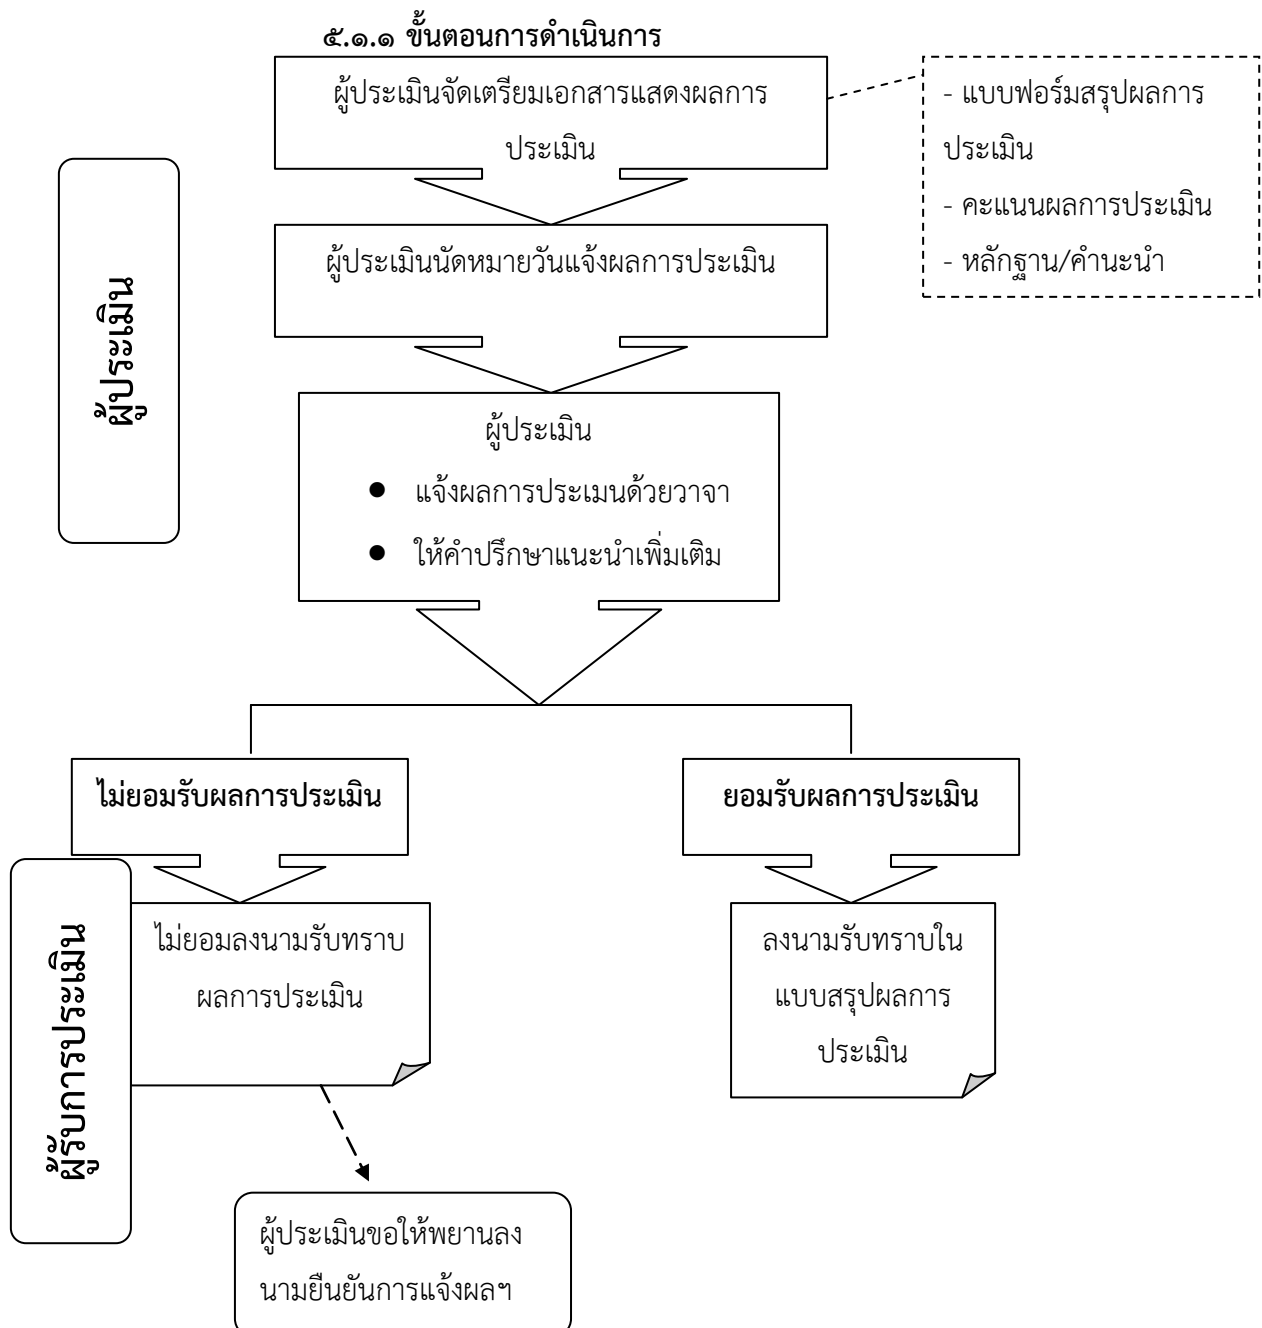 ๕.๑.๑ ขั้นตอนการดำเนินการ
ผู้ประเมินจัดเตรียมเอกสารแสดงผลการ
ประเมิน
- แบบฟอร์มสรุปผลการ
ประเมิน
- คะแนนผลการประเมิน
- หลักฐาน/คำนะนำ
ผู้ประเมินนัดหมายวันแจ้งผลการประเมิน
ผู้ประเมิน
ผู้ประเมิน
● แจ้งผลการประเมนด้วยวาจา
● ให้คำปรึกษาแนะนำเพิ่มเติม
ไม่ยอมรับผลการประเมิน
ยอมรับผลการประเมิน
ผู้รับการประเมิน
ไม่ยอมลงนามรับทราบ
ผลการประเมิน
ลงนามรับทราบใน
แบบสรุปผลการ
ประเมิน
ผู้ประเมินขอให้พยานลง
นามยืนยันการแจ้งผลฯ